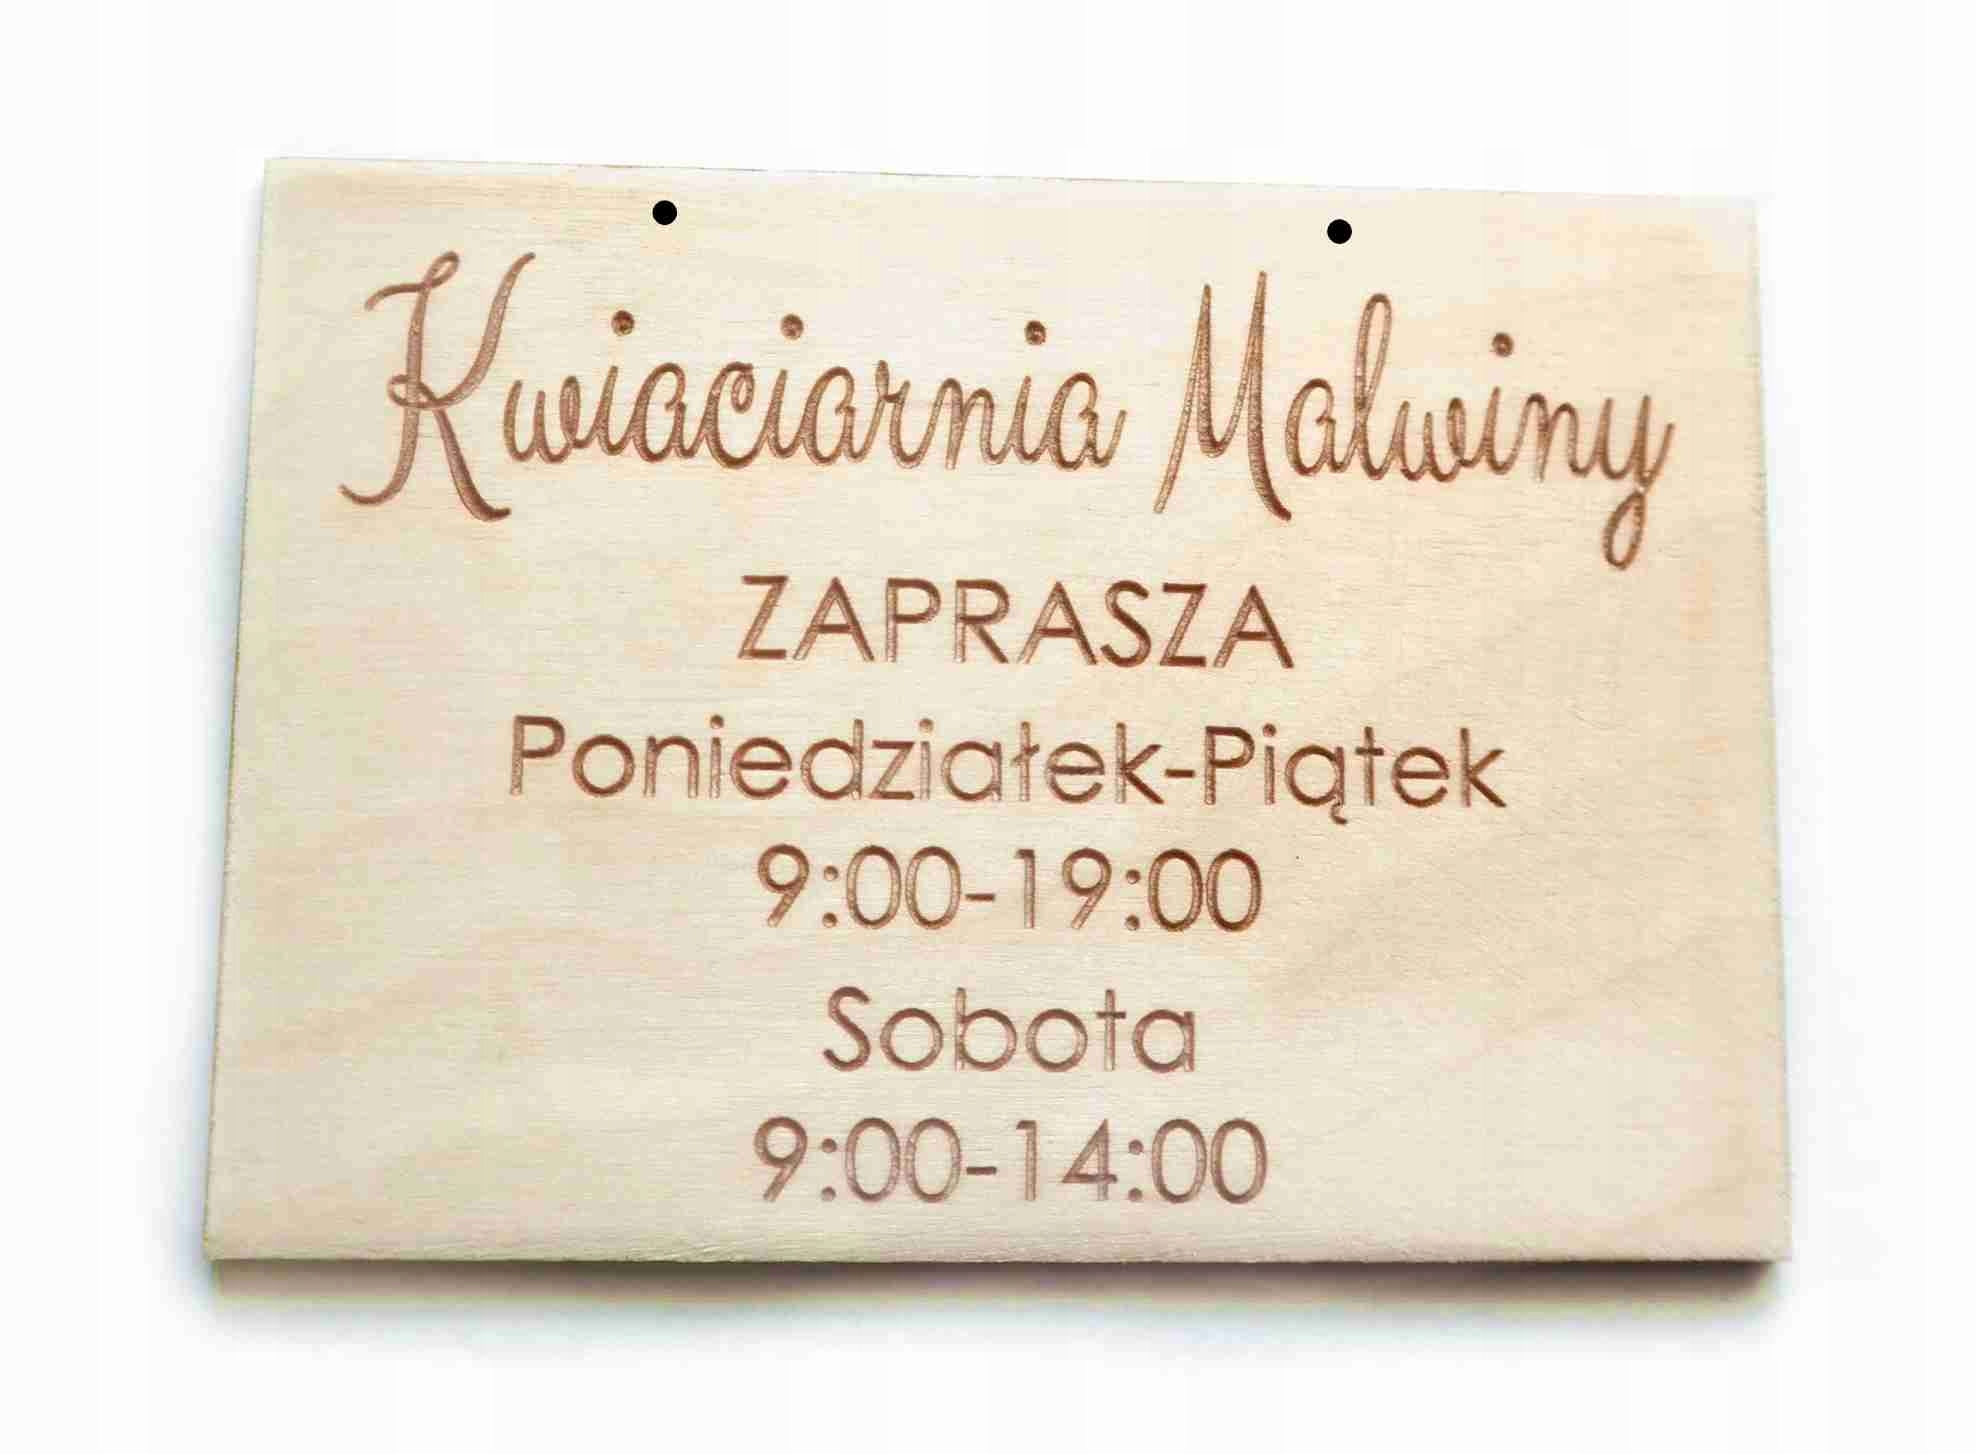 Kwiaciarnia Malwiny
ZAPRASZA
Poniedziałek-Piątek
9:00-19:00
Sobota
9:00-14:00